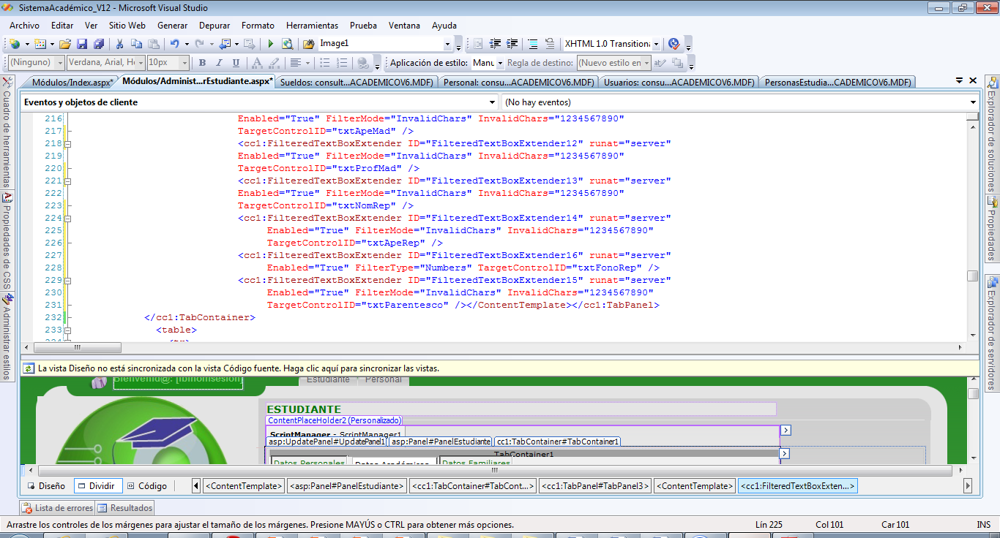 SistemaAcadémico_V12 - Microsoft Visual Studio
Archivo Editar Ver Sitio Web Generar Depurar Formato Herramientas Prueba Ventana Ayuda
Image1 XHTML 1.0 Transition
(Ninguno) Verdana, Arial, He 10px B I U Aplicación de estilo: Manu Regla de destino: (Nuevo estilo en
Módulos/Index.aspx* Módulos/Administ...rEstudiante.aspx* Sueldos: consult...ACADEMICOV6.MDF) Personal: consu...ACADEMICOV6.MDF) Usuarios: consu...ACADEMICOV6.MDF) PersonasEstudia...CADEMICOV6.MDF)
Eventos y objetos de cliente (No hay eventos)
216 Enabled="True" FilterMode="InvalidChars" InvalidChars="1234567890"
217 TargetControlID="txtApeMad" />
218 <cc1:FilteredTextBoxExtender ID="FilteredTextBoxExtender12" runat="server"
219 Enabled="True" FilterMode="InvalidChars" InvalidChars="1234567890"
220 TargetControlID="txtProfMad" />
221 <cc1:FilteredTextBoxExtender ID="FilteredTextBoxExtender13" runat="server"
222 Enabled="True" FilterMode="InvalidChars" InvalidChars="1234567890"
223 TargetControlID="txtNomRep" />
224 <cc1:FilteredTextBoxExtender ID="FilteredTextBoxExtender14" runat="server"
225 Enabled="True" FilterMode="InvalidChars" InvalidChars="1234567890"
226 TargetControlID="txtApeRep" />
227 <cc1:FilteredTextBoxExtender ID="FilteredTextBoxExtender16" runat="server"
228 Enabled="True" FilterType="Numbers" TargetControlID="txtFonoRep" />
229 <cc1:FilteredTextBoxExtender ID="FilteredTextBoxExtender15" runat="server"
230 Enabled="True" FilterMode="InvalidChars" InvalidChars="1234567890"
231 TargetControlID="txtParentesco" /></ContentTemplate></cc1:TabPanel>
232 </cc1:TabContainer>
233 <table>
234 <tr>
La vista Diseño no está sincronizada con la vista Código fuente. Haga clic aquí para sincronizar las vistas.
Bienvenid@: [lblnomsesion] Estudiante Personal
ESTUDIANTE
ContentPlaceHolder2 (Personalizado)
ScriptManager - ScriptManager1
asp:UpdatePanel#UpdatePanel1 asp:Panel#PanelEstudiante cc1:TabContainer#TabContainer1
TabContainer1
Datos Personales Datos Académicos Datos Familiares
Diseño Dividir Código <ContentTemplate> <asp:Panel#PanelEstudiante> <cc1:TabContainer#TabCont...> <cc1:TabPanel#TabPanel3> <ContentTemplate> <cc1:FilteredTextBoxExten...>
Lista de errores Resultados
Arrastre los controles de los márgenes para ajustar el tamaño de los márgenes. Presione MAYÚS o CTRL para obtener más opciones. Lín 225 Col 101 Car 101 INS
Cuadro de herramientas
Propiedades de CSS
Administrar estilos
Explorador de soluciones
Propiedades
Explorador de servidores